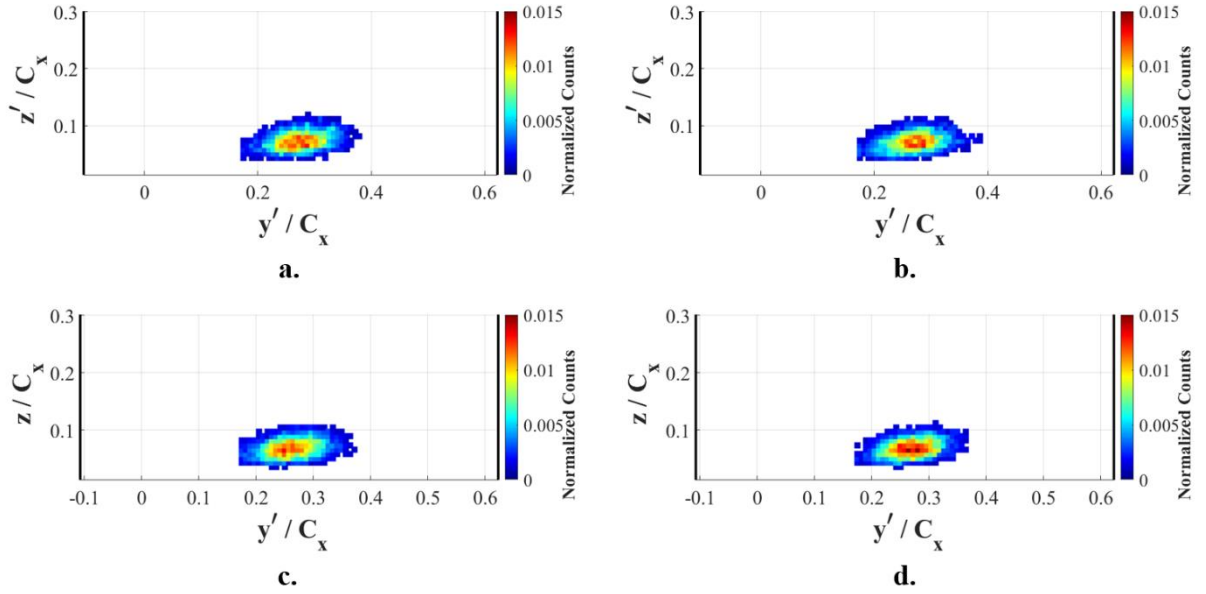 0.3
0.2
0.1
z′ / Cₓ
0 0.2 0.4 0.6
y′ / Cₓ
0.015
0.01
0.005
0
Normalized Counts
a.
0.3
0.2
0.1
z′ / Cₓ
0 0.2 0.4 0.6
y′ / Cₓ
0.015
0.01
0.005
0
Normalized Counts
b.
0.3
0.2
0.1
z / Cₓ
-0.1 0 0.1 0.2 0.3 0.4 0.5 0.6
y′ / Cₓ
0.015
0.01
0.005
0
Normalized Counts
c.
0.3
0.2
0.1
z / Cₓ
-0.1 0 0.1 0.2 0.3 0.4 0.5 0.6
y′ / Cₓ
0.015
0.01
0.005
0
Normalized Counts
d.